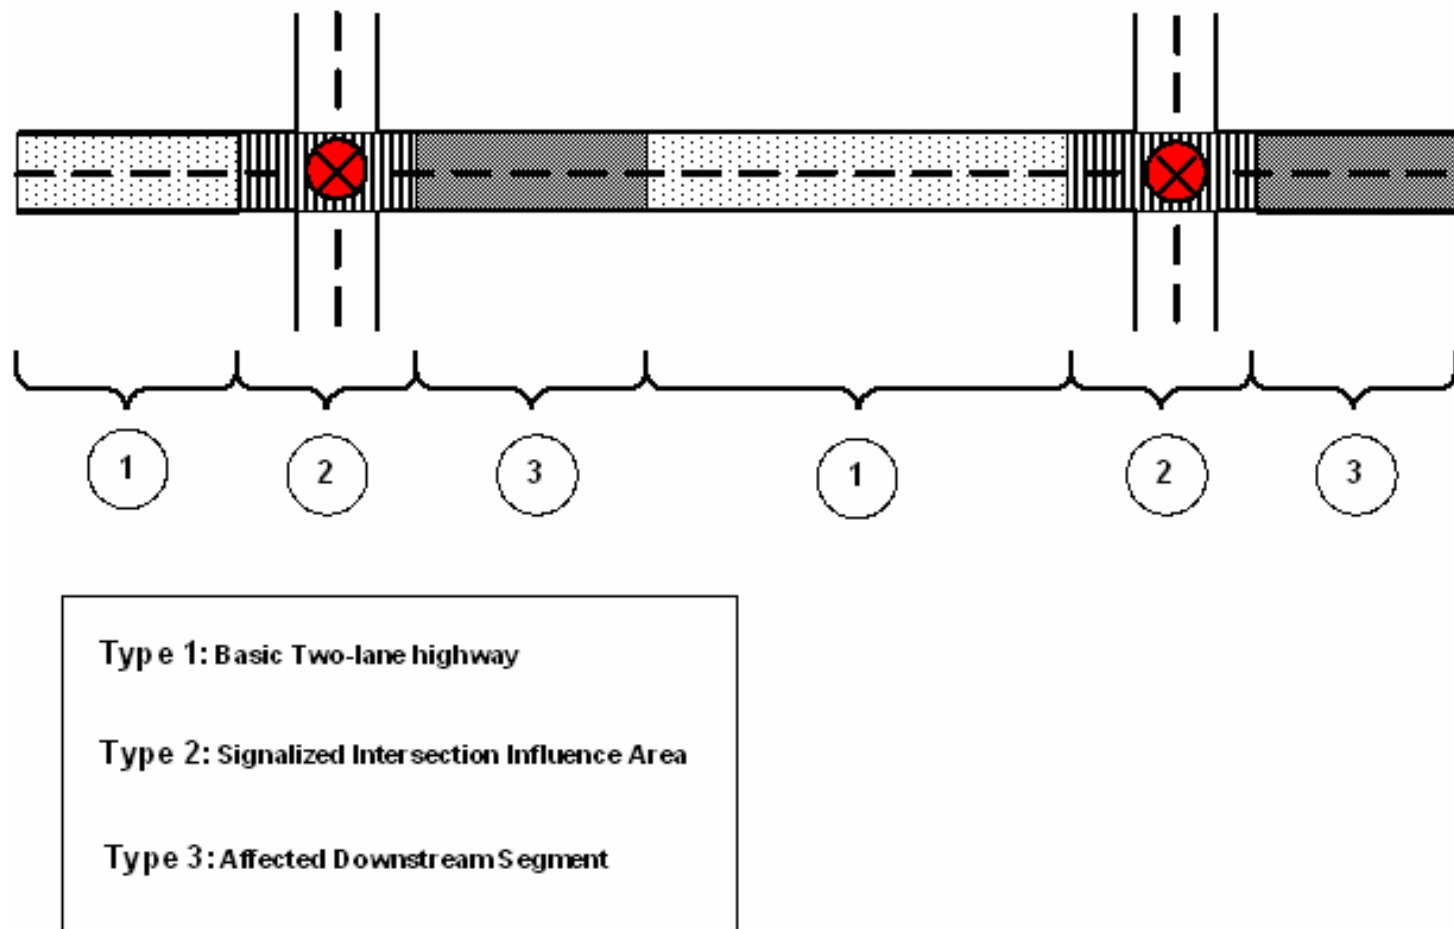 1 2 3 1 2 3
Type 1: Basic Two-lane highway
Type 2: Signalized Intersection Influence Area
Type 3: Affected Downstream Segment